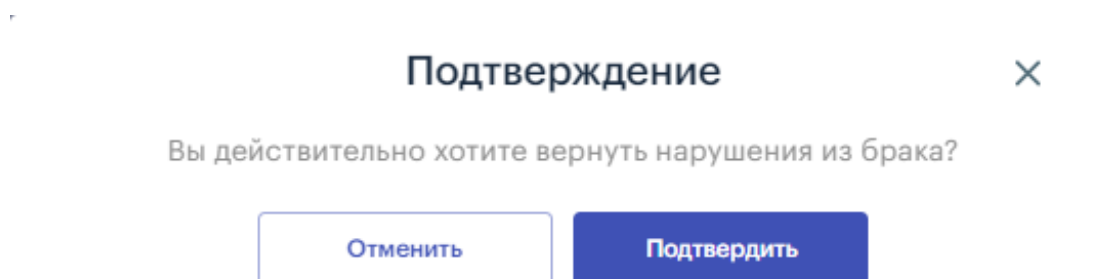 Подтверждение
Вы действительно хотите вернуть нарушения из брака?
Отменить
Подтвердить